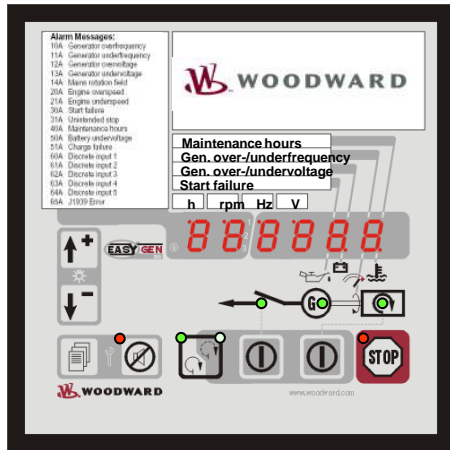 Alarm Messages:
10A Generator overfrequency
11A Generator underfrequency
12A Generator overvoltage
13A Generator undervoltage
14A Mains rotation field
20A Engine overspeed
21A Engine underspeed
30A Start failure
31A Unintended stop
40A Maintenance hours
50A Battery undervoltage
51A Charge failure
60A Discrete input 1
61A Discrete input 2
62A Discrete input 3
63A Discrete input 4
64A Discrete input 5
65A J1939 Error
WOODWARD
Maintenance hours
Gen. over-/underfrequency
Gen. over-/undervoltage
Start failure
h rpm Hz V
EASYGEN
88 8888
G
STOP
WOODWARD
www.woodward.com